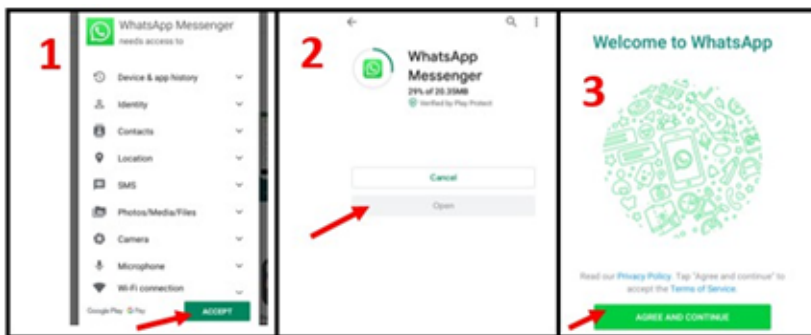 1
WhatsApp Messenger
needs access to
Device & app history
Identity
Contacts
Location
SMS
Photos/Media/Files
Camera
Microphone
Wi-Fi connection
Google Play G Pay
ACCEPT
2
WhatsApp
Messenger
29% of 20.35MB
Verified by Play Protect
Cancel
Open
Welcome to WhatsApp
3
Read our Privacy Policy. Tap "Agree and continue" to
accept the Terms of Service.
AGREE AND CONTINUE